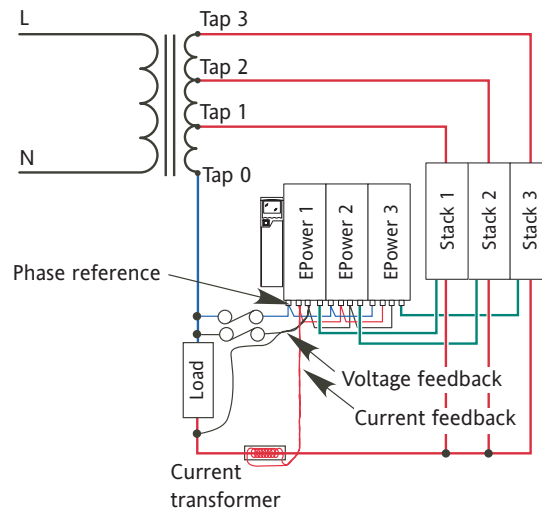 L
Tap 3
Tap 2
Tap 1
N
Tap 0
EPower 1
EPower 2
EPower 3
Stack 1
Stack 2
Stack 3
Phase reference
Load
Voltage feedback
Current feedback
Current
transformer